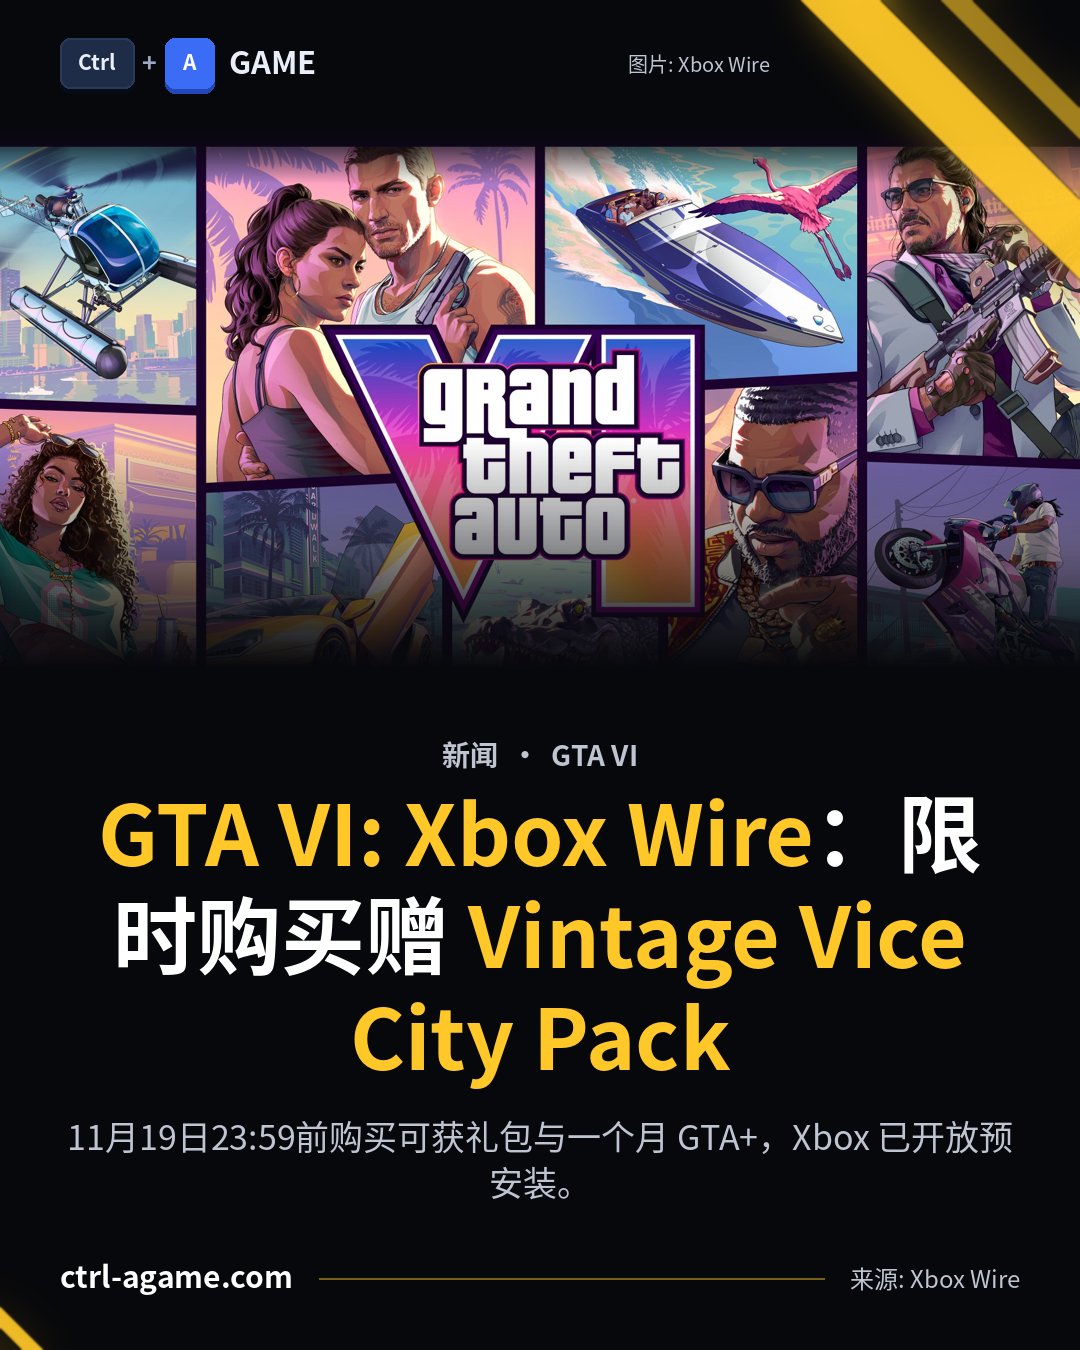 Ctrl + A GAME
图片: Xbox Wire
VI
grand
theft
auto
新闻 · GTA VI
GTA VI: Xbox Wire：限
时购买赠 Vintage Vice
City Pack
11月19日23:59前购买可获礼包与一个月 GTA+，Xbox 已开放预
安装。
ctrl-agame.com
来源: Xbox Wire